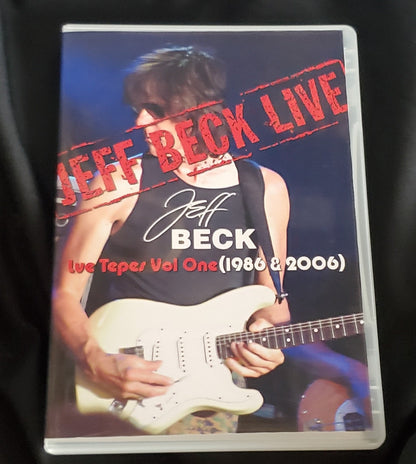 JEFF BECK LIVE
Jeff
BECK
Lve Tepes Vol One (1986 & 2006)